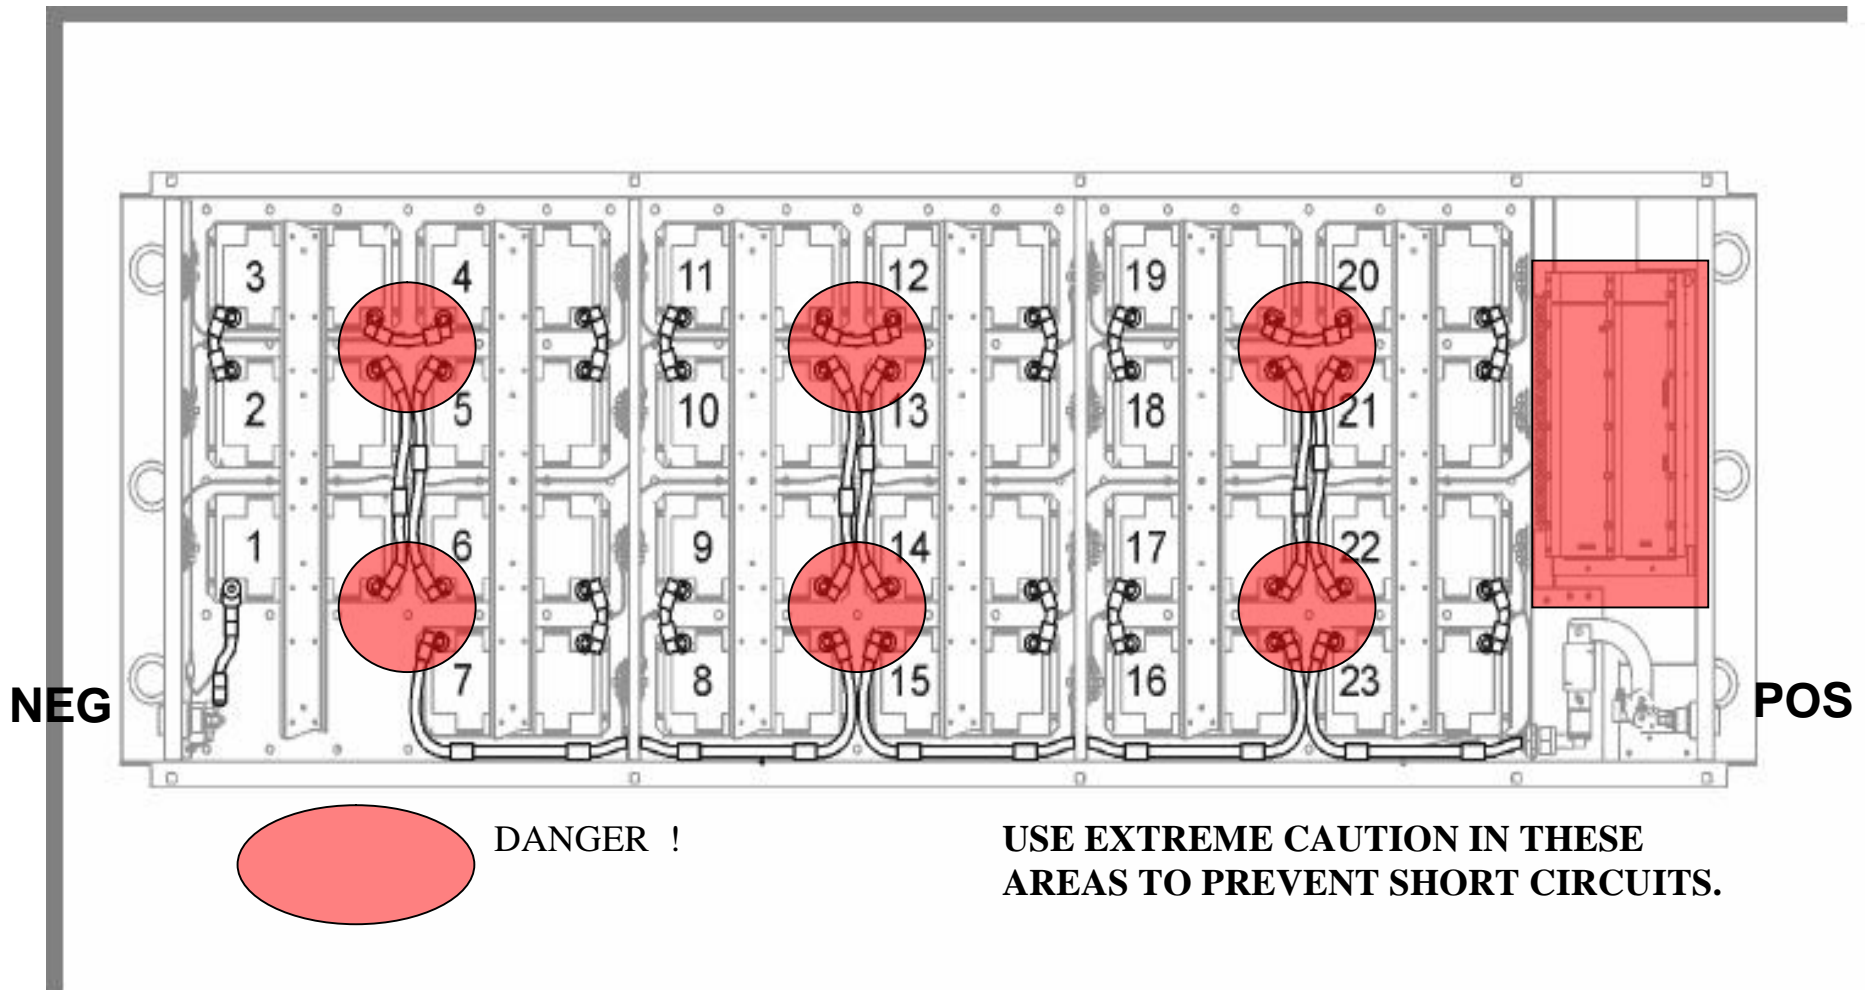 3 4 11 12 19 20
2 5 10 13 18 21
1 6 9 14 17 22
7 8 15 16 23
NEG POS
DANGER !
USE EXTREME CAUTION IN THESE
AREAS TO PREVENT SHORT CIRCUITS.